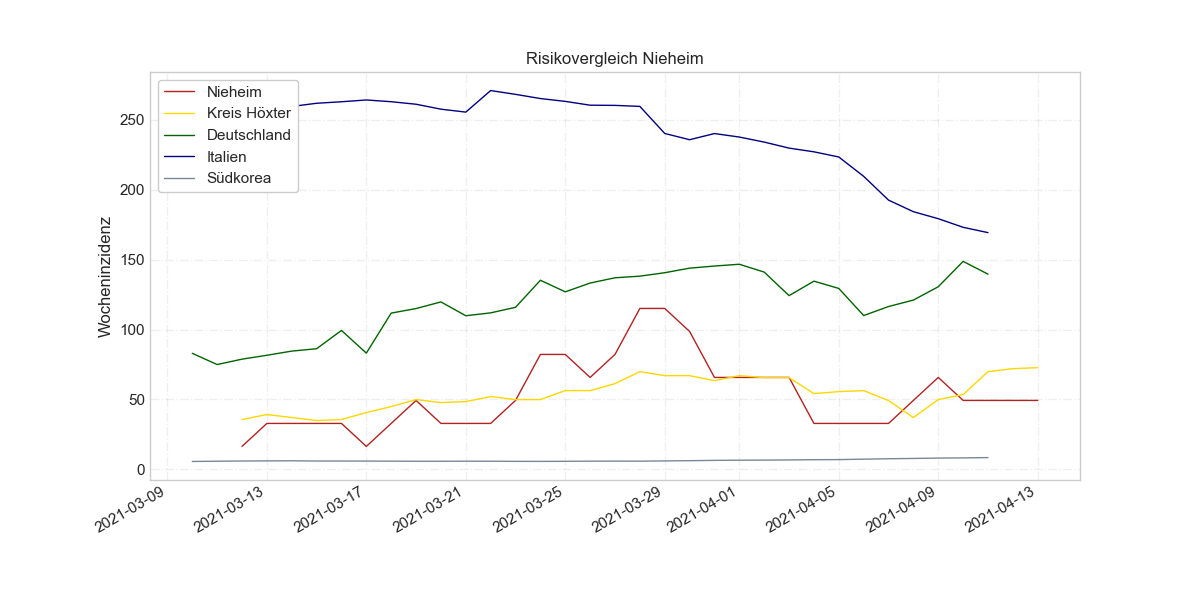 Risikovergleich Nieheim
Nieheim
Kreis Höxter
Deutschland
Italien
Südkorea
Wocheninzidenz
250
200
150
100
50
0
2021-03-09
2021-03-13
2021-03-17
2021-03-21
2021-03-25
2021-03-29
2021-04-01
2021-04-05
2021-04-09
2021-04-13